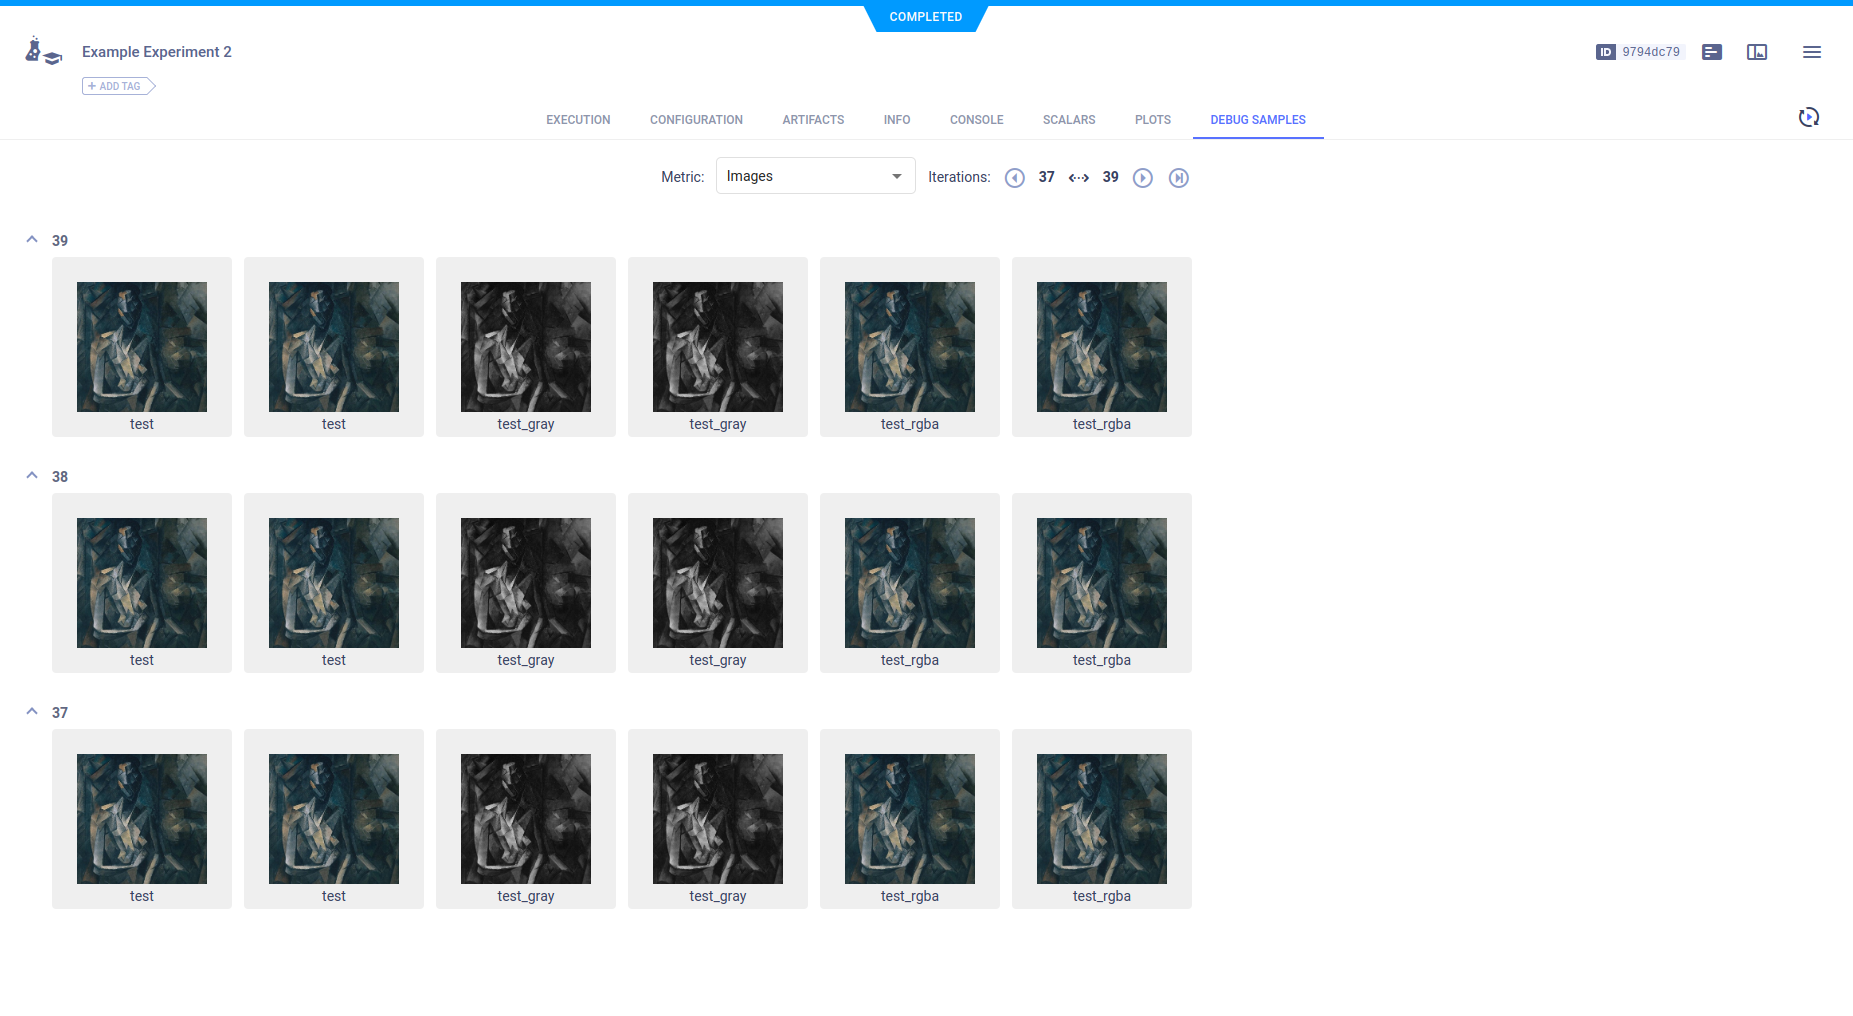 COMPLETED
Example Experiment 2
ID 9794dc79
+ ADD TAG
EXECUTION CONFIGURATION ARTIFACTS INFO CONSOLE SCALARS PLOTS DEBUG SAMPLES
Metric: Images Iterations: 37 39
39
test test test_gray test_gray test_rgba test_rgba
38
test test test_gray test_gray test_rgba test_rgba
37
test test test_gray test_gray test_rgba test_rgba